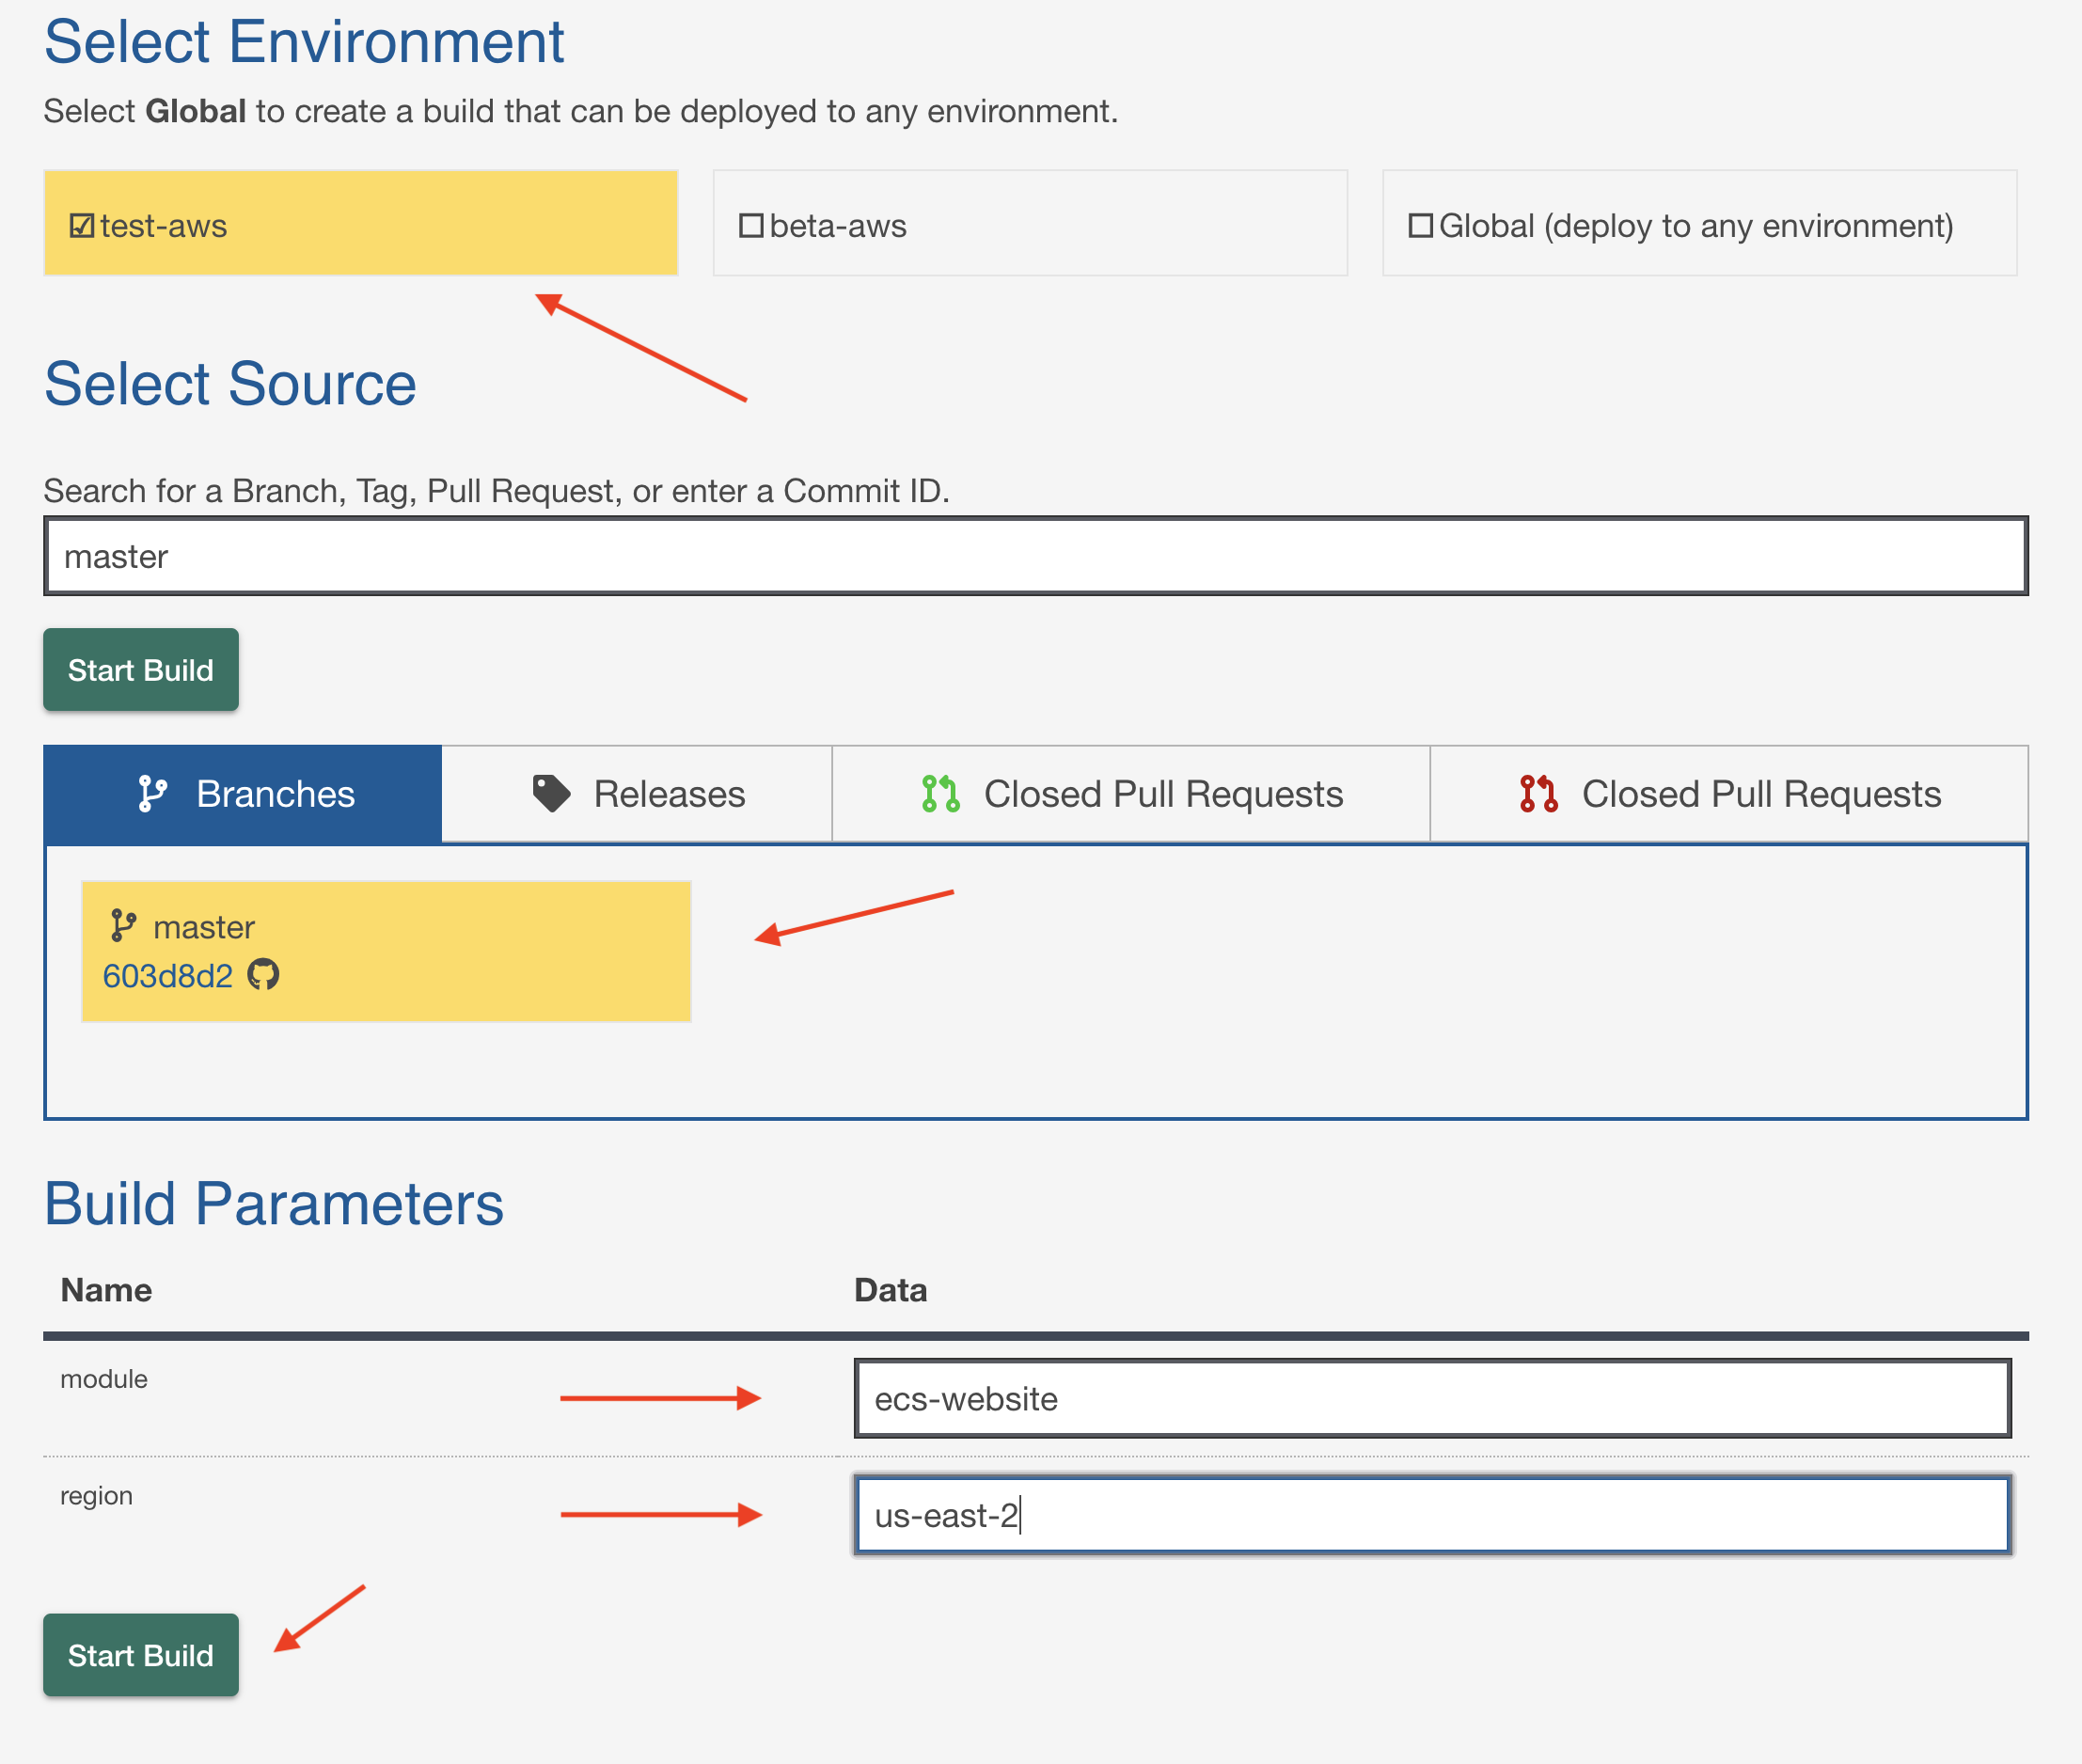 Select Environment
Select Global to create a build that can be deployed to any environment.
test-aws
beta-aws
Global (deploy to any environment)
Select Source
Search for a Branch, Tag, Pull Request, or enter a Commit ID.
master
Start Build
Branches
Releases
Closed Pull Requests
Closed Pull Requests
master
603d8d2
Build Parameters
Name
Data
module
ecs-website
region
us-east-2
Start Build